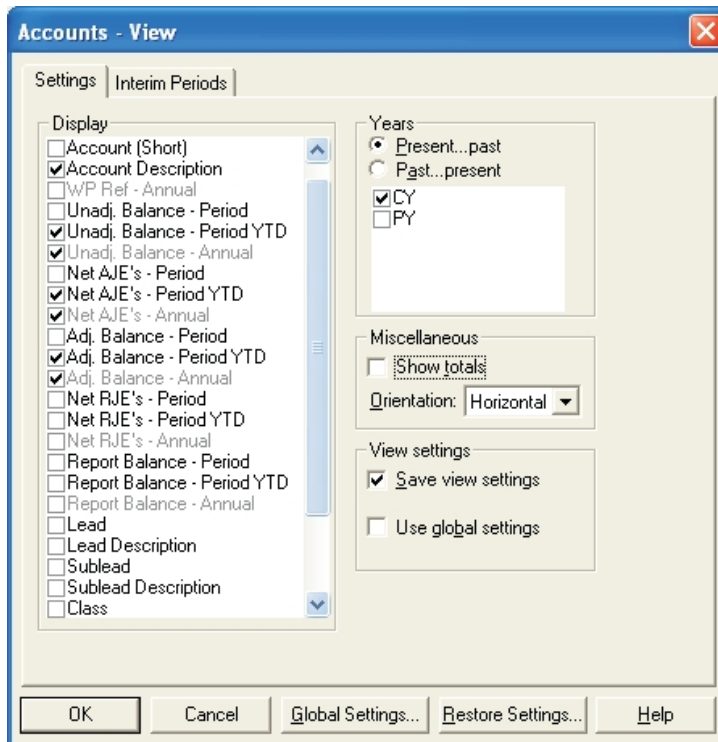 Accounts - View
Settings
Interim Periods
Display
Account (Short)
Account Description
WP Ref - Annual
Unadj. Balance - Period
Unadj. Balance - Period YTD
Unadj. Balance - Annual
Net AJE's - Period
Net AJE's - Period YTD
Net AJE's - Annual
Adj. Balance - Period
Adj. Balance - Period YTD
Adj. Balance - Annual
Net RJE's - Period
Net RJE's - Period YTD
Net RJE's - Annual
Report Balance - Period
Report Balance - Period YTD
Report Balance - Annual
Lead
Lead Description
Sublead
Sublead Description
Class
Years
Present...past
Past...present
CY
PY
Miscellaneous
Show totals
Orientation: Horizontal
View settings
Save view settings
Use global settings
OK
Cancel
Global Settings...
Restore Settings...
Help